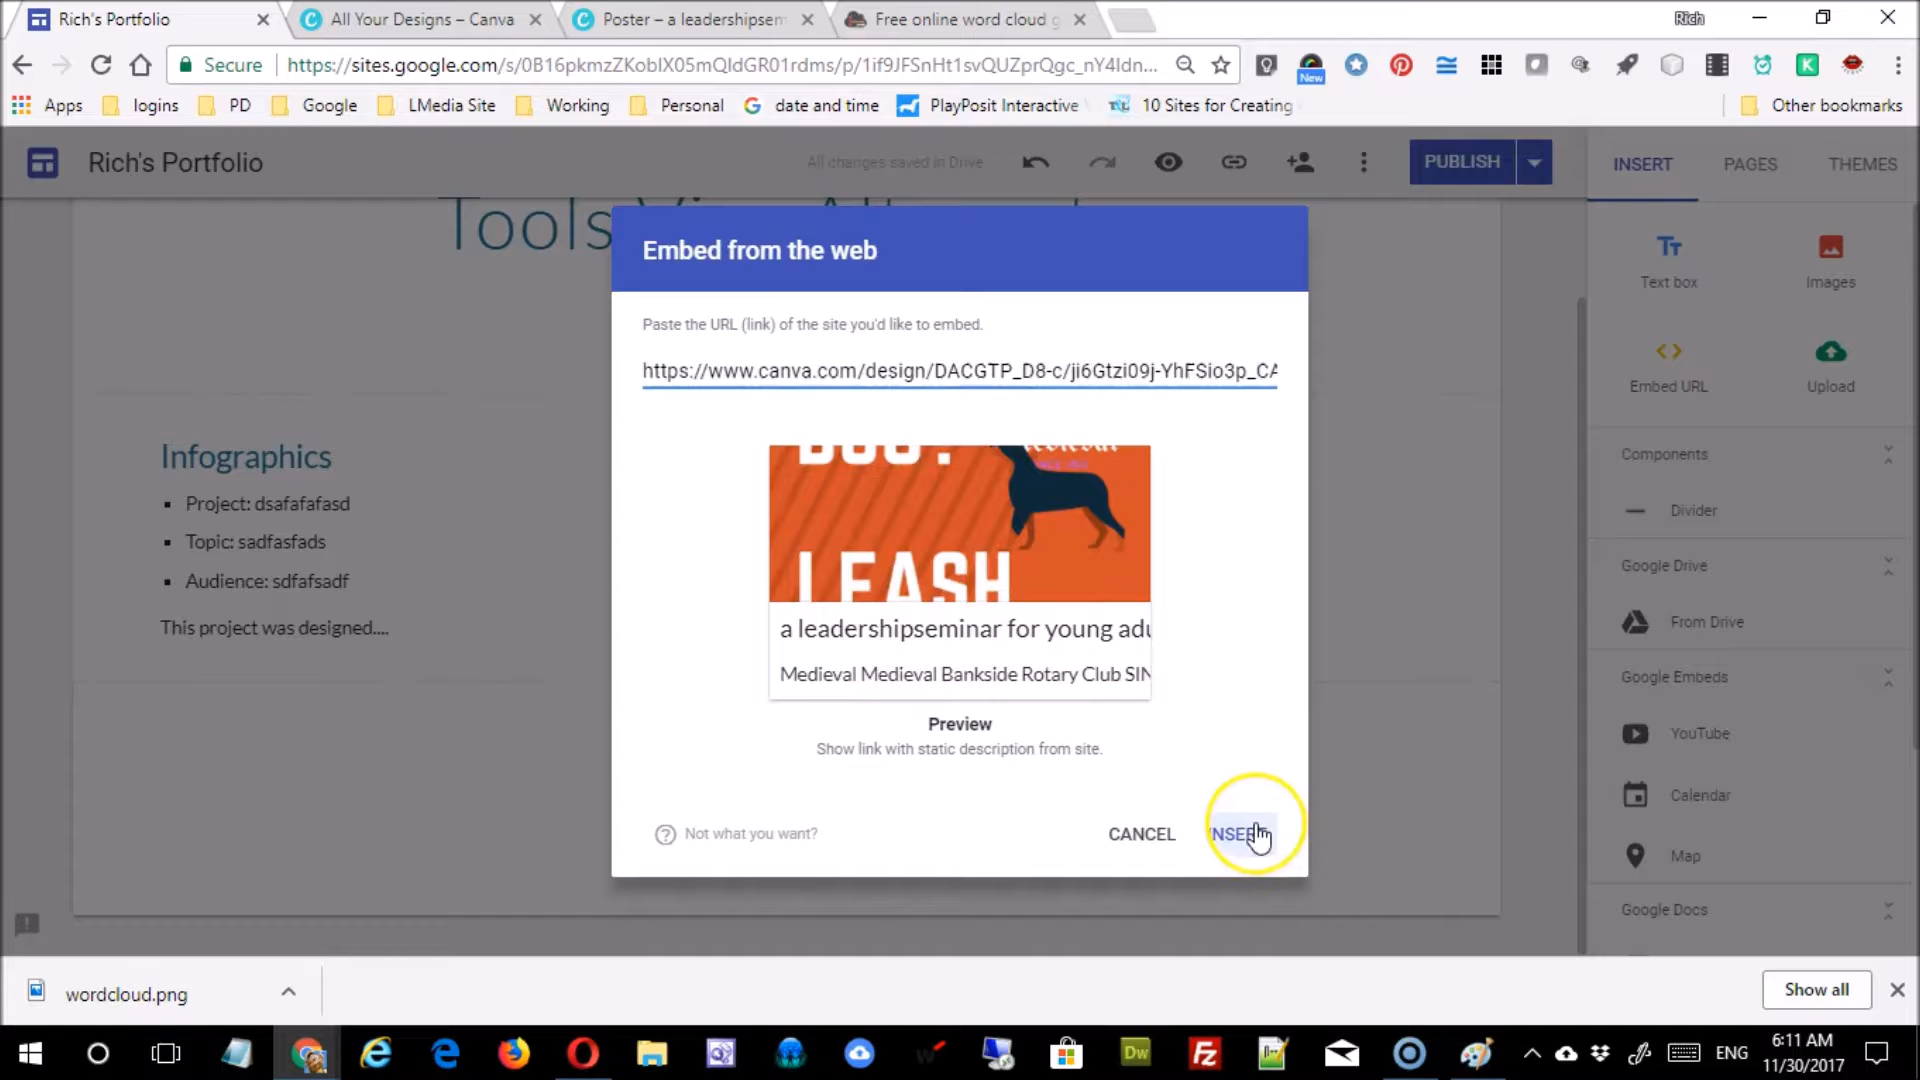 Rich's Portfolio
All Your Designs – Canva
Poster – a leadershipsem
Free online word cloud g
Rich
Secure
https://sites.google.com/s/0B16pkmzZKobIX05mQldGR01rdms/p/1if9JFSnHt1svQUZprQgc_nY4Idn...
New
Apps
logins
PD
Google
LMedia Site
Working
Personal
date and time
PlayPosit Interactive
10 Sites for Creating
Other bookmarks
Rich's Portfolio
All changes saved in Drive
PUBLISH
INSERT
PAGES
THEMES
Tools
Embed from the web
Paste the URL (link) of the site you'd like to embed.
https://www.canva.com/design/DACGTP_D8-c/ji6Gtzi09j-YhFSio3p_CA
LEASH
a leadershipseminar for young adu
Medieval Medieval Bankside Rotary Club SIN
Preview
Show link with static description from site.
Not what you want?
CANCEL
INSERT
Infographics
Project: dsafafafasd
Topic: sadfasfads
Audience: sdfafsadf
This project was designed....
Text box
Images
Embed URL
Upload
Components
Divider
Google Drive
From Drive
Google Embeds
YouTube
Calendar
Map
Google Docs
wordcloud.png
Show all
Dw
Fz
ENG
6:11 AM
11/30/2017